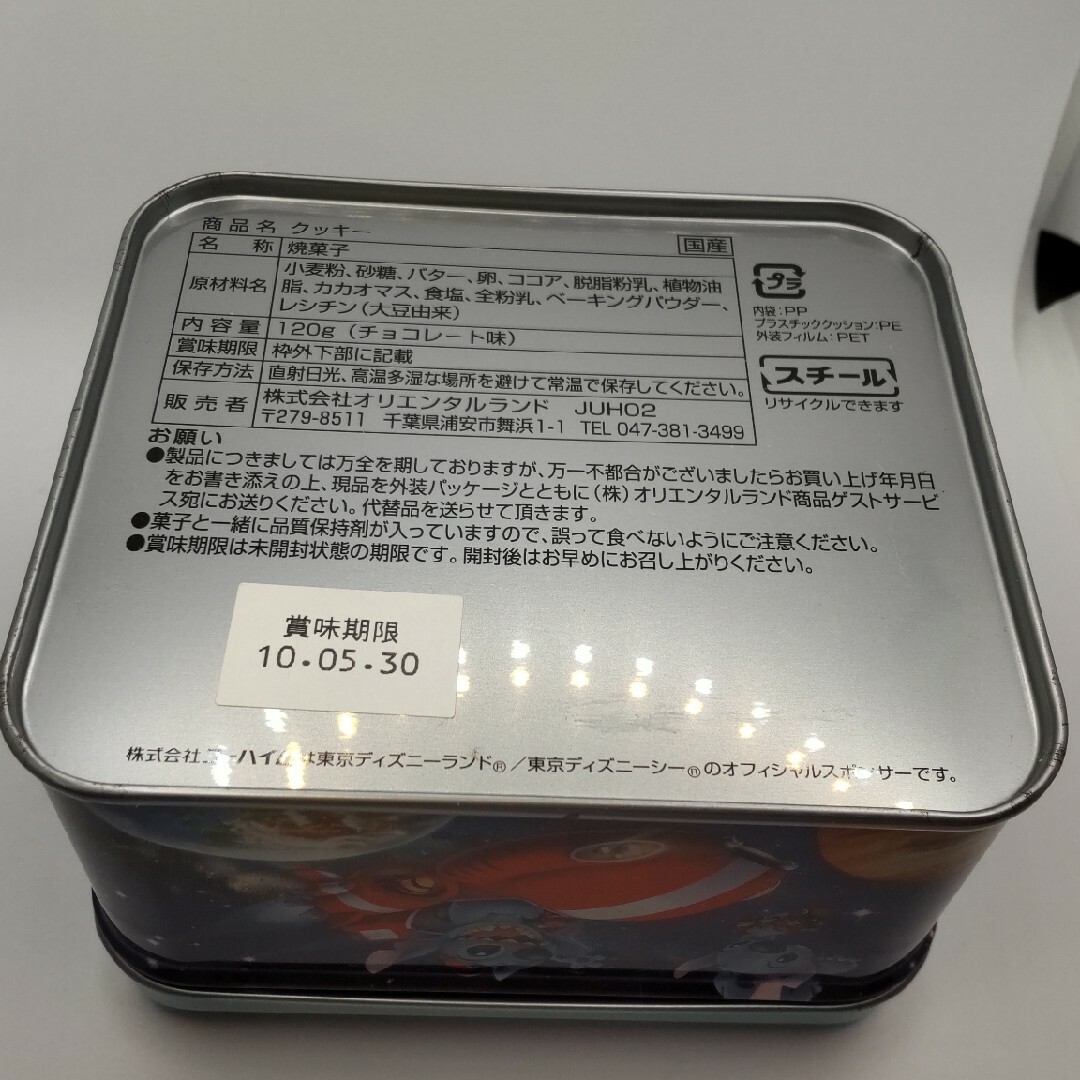 商品名 クッキー
国産
名称 焼菓子
原材料名 小麦粉、砂糖、バター、卵、ココア、脱脂粉乳、植物油
脂、カカオマス、食塩、全粉乳、ベーキングパウダー、
レシチン(大豆由来)
内容量 120g(チョコレート味)
賞味期限 枠外下部に記載
保存方法 直射日光、高温多湿な場所を避けて常温で保存してください。
販売者 株式会社オリエンタルランド JUH02
〒279-8511 千葉県浦安市舞浜1-1 TEL 047-381-3499
プラ
内袋:PP
プラスチッククッション:PE
外装フィルム:PET
スチール
リサイクルできます
お願い
●製品につきましては万全を期しておりますが、万一不都合がございましたらお買い上げ年月日
をお書き添えの上、現品を外装パッケージとともに(株)オリエンタルランド商品ゲストサービ
ス宛にお送りください。代替品を送らせて頂きます。
●菓子と一緒に品質保持剤が入っていますので、誤って食べないようにご注意ください。
●賞味期限は未開封状態の期限です。開封後はお早めにお召し上がりください。
賞味期限
10.05.30
株式会社ユーハイムは東京ディズニーランド®/東京ディズニーシー®のオフィシャルスポンサーです。